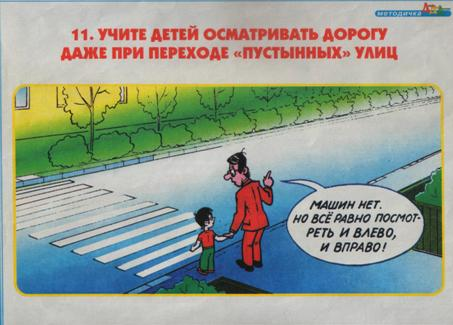 методичка
11. УЧИТЕ ДЕТЕЙ ОСМАТРИВАТЬ ДОРОГУ
ДАЖЕ ПРИ ПЕРЕХОДЕ «ПУСТЫННЫХ» УЛИЦ
МАШИН НЕТ.
НО ВСЁ РАВНО ПОСМОТ-
РЕТЬ И ВЛЕВО,
И ВПРАВО!